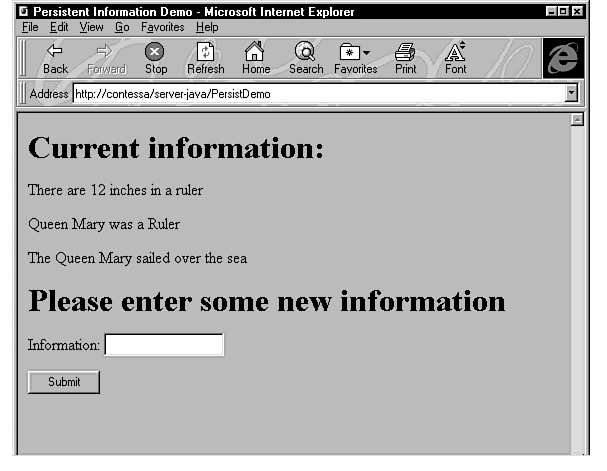 Persistent Information Demo - Microsoft Internet Explorer
File Edit View Go Favorites Help
Back Forward Stop Refresh Home Search Favorites Print Font
Address http://contessa/server-java/PersistDemo
Current information:
There are 12 inches in a ruler
Queen Mary was a Ruler
The Queen Mary sailed over the sea
Please enter some new information
Information:
Submit